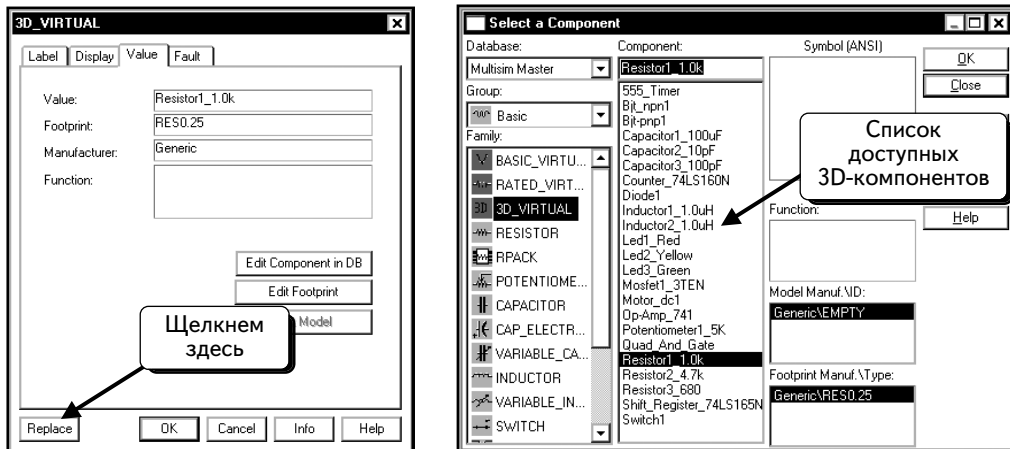 3D_VIRTUAL
Label Display Value Fault
Value: Resistor1_1.0k
Footprint: RES0.25
Manufacturer: Generic
Function:
Edit Component in DB
Edit Footprint
Model
Щелкнем
здесь
Replace OK Cancel Info Help
Select a Component
Database:
Multisim Master
Group:
Basic
Family:
BASIC_VIRTU...
RATED_VIRT...
3D_VIRTUAL
RESISTOR
RPACK
POTENTIOME...
CAPACITOR
CAP_ELECTR...
VARIABLE_CA...
INDUCTOR
VARIABLE_IN...
SWITCH
Component:
Resistor1_1.0k
555_Timer
Bjt_npn1
Bjt-pnp1
Capacitor1_100uF
Capacitor2_10pF
Capacitor3_100pF
Counter_74LS160N
Diode1
Inductor1_1.0uH
Inductor2_1.0uH
Led1_Red
Led2_Yellow
Led3_Green
Mosfet1_3TEN
Motor_dc1
Op-Amp_741
Potentiometer1_5K
Quad_And_Gate
Resistor1_1.0k
Resistor2_4.7k
Resistor3_680
Shift_Register_74LS165N
Switch1
Symbol (ANSI)
Список
доступных
3D-компонентов
Function:
Model Manuf.\ID:
Generic\EMPTY
Footprint Manuf.\Type:
Generic\RES0.25
OK
Close
Help